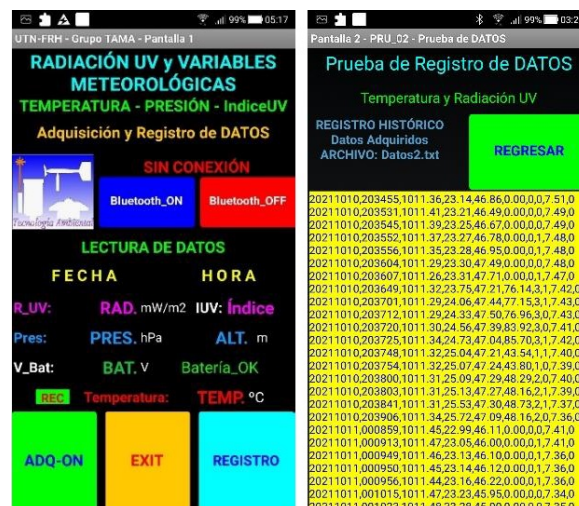 99% 05:17
UTN-FRH - Grupo TAMA - Pantalla 1
RADIACIÓN UV y VARIABLES
METEOROLÓGICAS
TEMPERATURA - PRESIÓN - IndiceUV
Adquisición y Registro de DATOS
SIN CONEXIÓN
Tecnología Ambiental
Bluetooth_ON
Bluetooth_OFF
LECTURA DE DATOS
FECHA HORA
R_UV: RAD. mW/m2 IUV: Índice
Pres: PRES. hPa ALT. m
V_Bat: BAT. V Batería_OK
REC Temperatura: TEMP. ºC
ADQ-ON
EXIT
REGISTRO
99% 03:2
Pantalla 2 - PRU_02 - Prueba de DATOS
Prueba de Registro de DATOS
Temperatura y Radiación UV
REGISTRO HISTÓRICO
Datos Adquiridos
ARCHIVO: Datos2.txt
REGRESAR
20211010,203455,1011.36,23.14,46.86,0.00,0,0,7.51,0
20211010,203531,1011.41,23.21,46.49,0.00,0,0,7.49,0
20211010,203545,1011.39,23.25,46.67,0.00,0,0,7.49,0
20211010,203552,1011.37,23.27,46.78,0.00,0,1,7.48,0
20211010,203556,1011.35,23.28,46.95,0.00,0,1,7.48,0
20211010,203604,1011.29,23.30,47.49,0.00,0,0,7.48,0
20211010,203607,1011.26,23.31,47.71,0.00,0,1,7.47,0
20211010,203649,1011.32,23.75,47.21,76.14,3,1,7.42,0
20211010,203701,1011.29,24.06,47.44,77.15,3,1,7.43,0
20211010,203712,1011.29,24.33,47.50,76.96,3,0,7.43,0
20211010,203720,1011.30,24.56,47.39,83.92,3,0,7.41,0
20211010,203725,1011.34,24.73,47.04,85.70,3,1,7.42,0
20211010,203748,1011.32,25.04,47.21,43.54,1,1,7.40,0
20211010,203754,1011.32,25.07,47.24,43.80,1,0,7.39,0
20211010,203800,1011.31,25.09,47.29,48.29,2,0,7.40,0
20211010,203803,1011.31,25.13,47.27,48.16,2,1,7.39,0
20211010,203841,1011.31,25.53,47.30,48.73,2,1,7.37,0
20211010,203906,1011.34,25.72,47.09,48.16,2,0,7.36,0
20211011,000859,1011.45,22.99,46.11,0.00,0,0,7.41,0
20211011,000913,1011.47,23.05,46.00,0.00,0,1,7.41,0
20211011,000949,1011.46,23.13,46.10,0.00,0,1,7.36,0
20211011,000950,1011.45,23.14,46.12,0.00,0,1,7.36,0
20211011,000956,1011.44,23.16,46.22,0.00,0,1,7.36,0
20211011,001015,1011.47,23.23,45.95,0.00,0,0,7.34,0